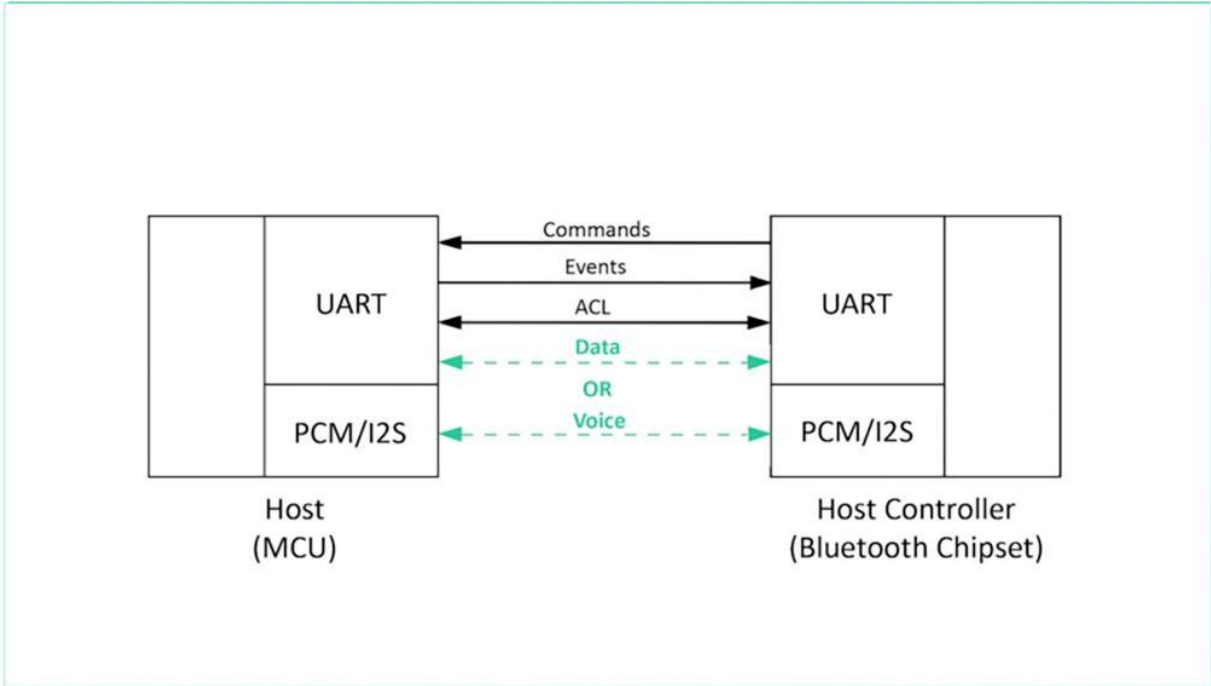 Commands
Events
UART
UART
ACL
Data
OR
Voice
PCM/I2S
PCM/I2S
Host
(MCU)
Host Controller
(Bluetooth Chipset)